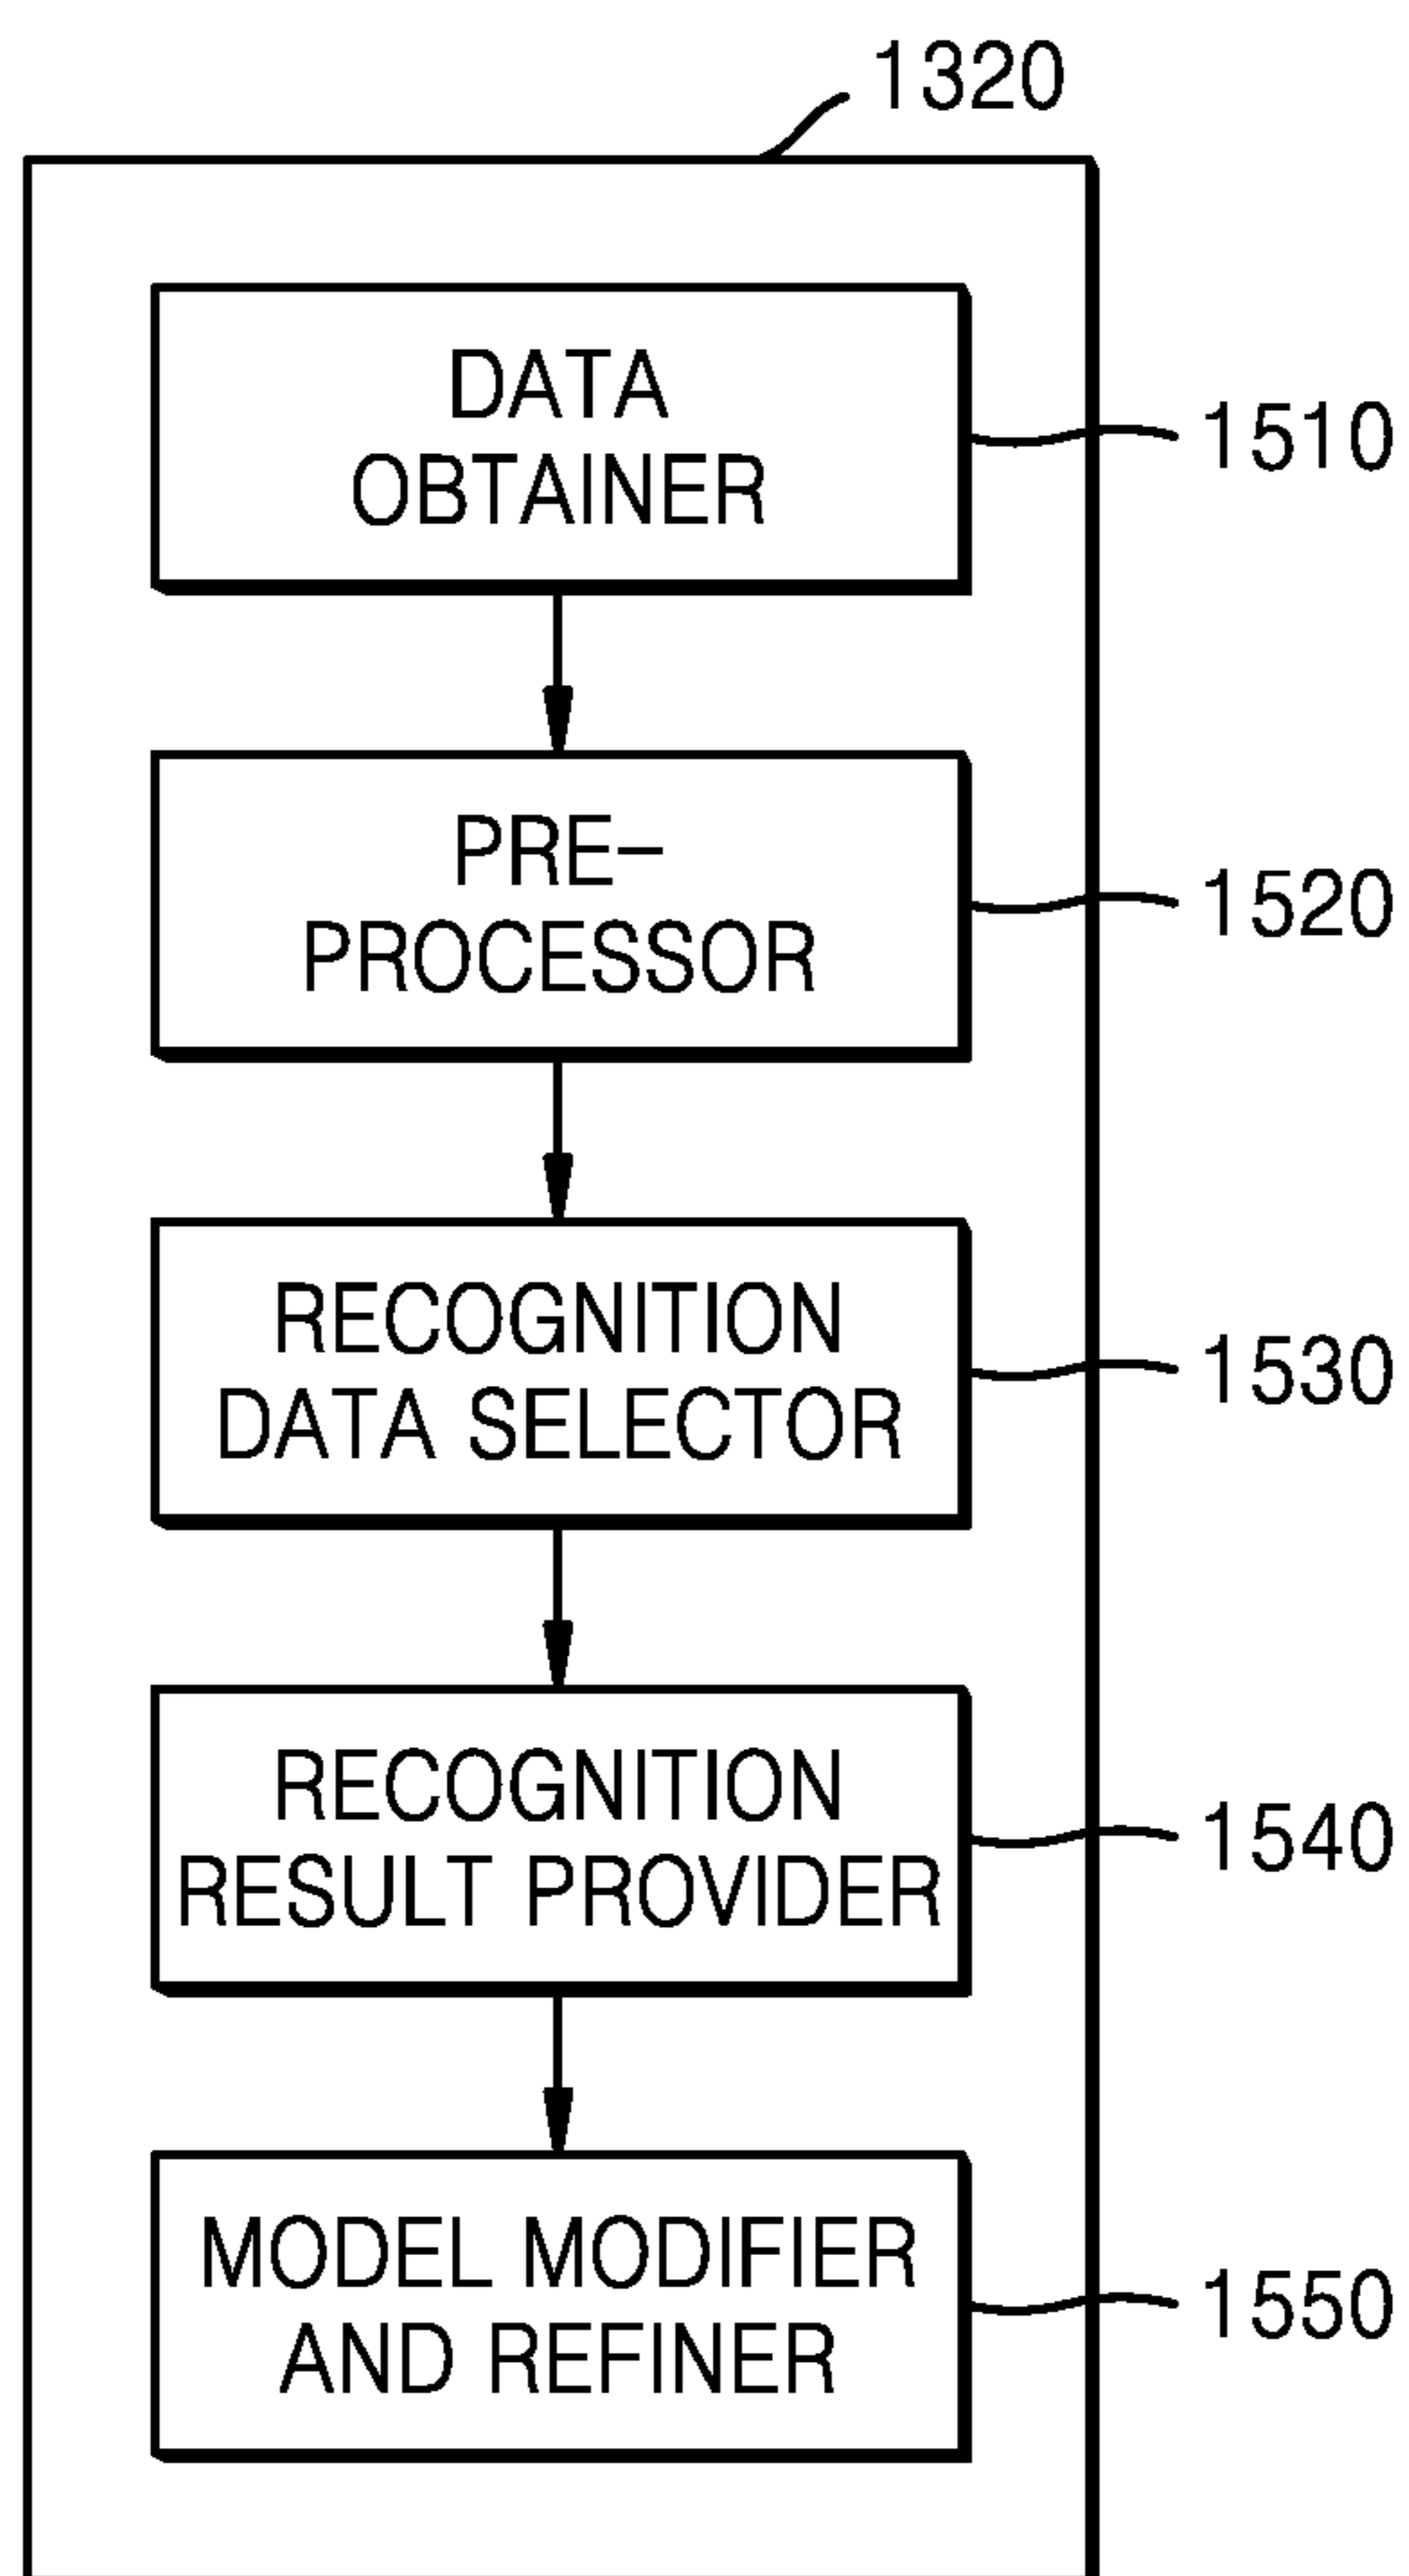 1320
DATA
OBTAINER
1510
PRE-
PROCESSOR
1520
RECOGNITION
DATA SELECTOR
1530
RECOGNITION
RESULT PROVIDER
1540
MODEL MODIFIER
AND REFINER
1550